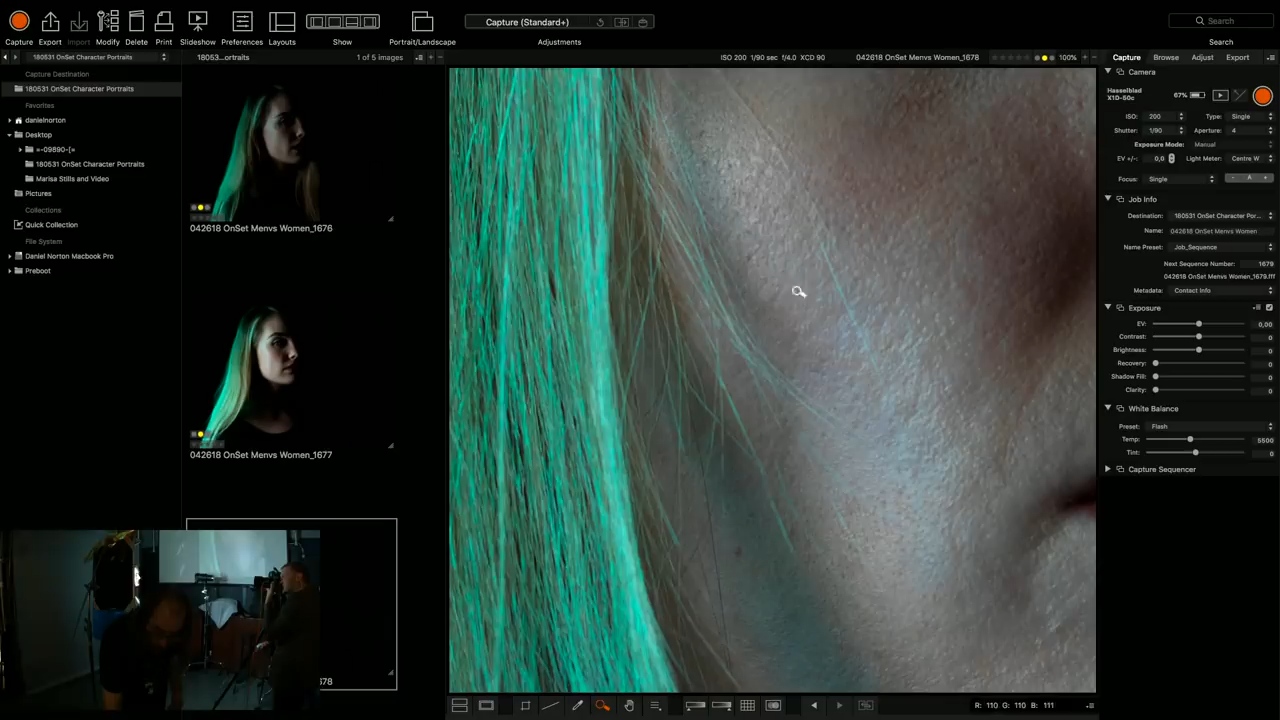 Capture Export Import Modify Delete Print Slideshow Preferences Layouts Show Portrait/Landscape
Capture (Standard+)
Adjustments
Search
Search
180531 OnSet Character Portraits
18053...ortraits
1 of 5 images
ISO 200 1/90 sec f/4.0 XCD 90
042618 OnSet Menvs Women_1678
100%
Capture Browse Adjust Export
Capture Destination
180531 OnSet Character Portraits
Favorites
danielnorton
Desktop
=-09890-[=
180531 OnSet Character Portraits
Marisa Stills and Video
Pictures
Collections
Quick Collection
File System
Daniel Norton Macbook Pro
Preboot
042618 OnSet Menvs Women_1676
042618 OnSet Menvs Women_1677
678
Camera
Hasselblad
X1D-50c
67%
ISO: 200 Type: Single
Shutter: 1/90 Aperture: 4
Exposure Mode: Manual
EV +/-: 0,0 Light Meter: Centre W
Focus: Single - A +
Job Info
Destination: 180531 OnSet Character Por...
Name: 042618 OnSet Menvs Women
Name Preset: Job_Sequence
Next Sequence Number: 1679
042618 OnSet Menvs Women_1679.fff
Metadata: Contact Info
Exposure
EV: 0,00
Contrast: 0
Brightness: 0
Recovery: 0
Shadow Fill: 0
Clarity: 0
White Balance
Preset: Flash
Temp: 5500
Tint: 0
Capture Sequencer
R: 110 G: 110 B: 111